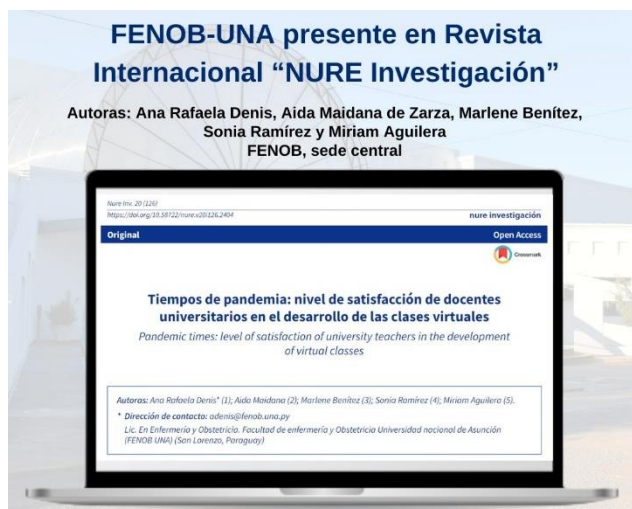 FENOB-UNA presente en Revista
Internacional “NURE Investigación”
Autoras: Ana Rafaela Denis, Aida Maidana de Zarza, Marlene Benítez,
Sonia Ramírez y Miriam Aguilera
FENOB, sede central
Nure Inv. 20 (126)
https://doi.org/10.58722/nure.v20i126.2404
nure investigación
Original
Open Access
Crossmark
Tiempos de pandemia: nivel de satisfacción de docentes
universitarios en el desarrollo de las clases virtuales
Pandemic times: level of satisfaction of university teachers in the development
of virtual classes
Autoras: Ana Rafaela Denis* (1); Aida Maidana (2); Marlene Benítez (3); Sonia Ramírez (4); Miriam Aguilera (5).
* Dirección de contacto: adenis@fenob.una.py
Lic. En Enfermería y Obstetricia. Facultad de enfermería y Obstetricia Universidad nacional de Asunción
(FENOB UNA) (San Lorenzo, Paraguay)